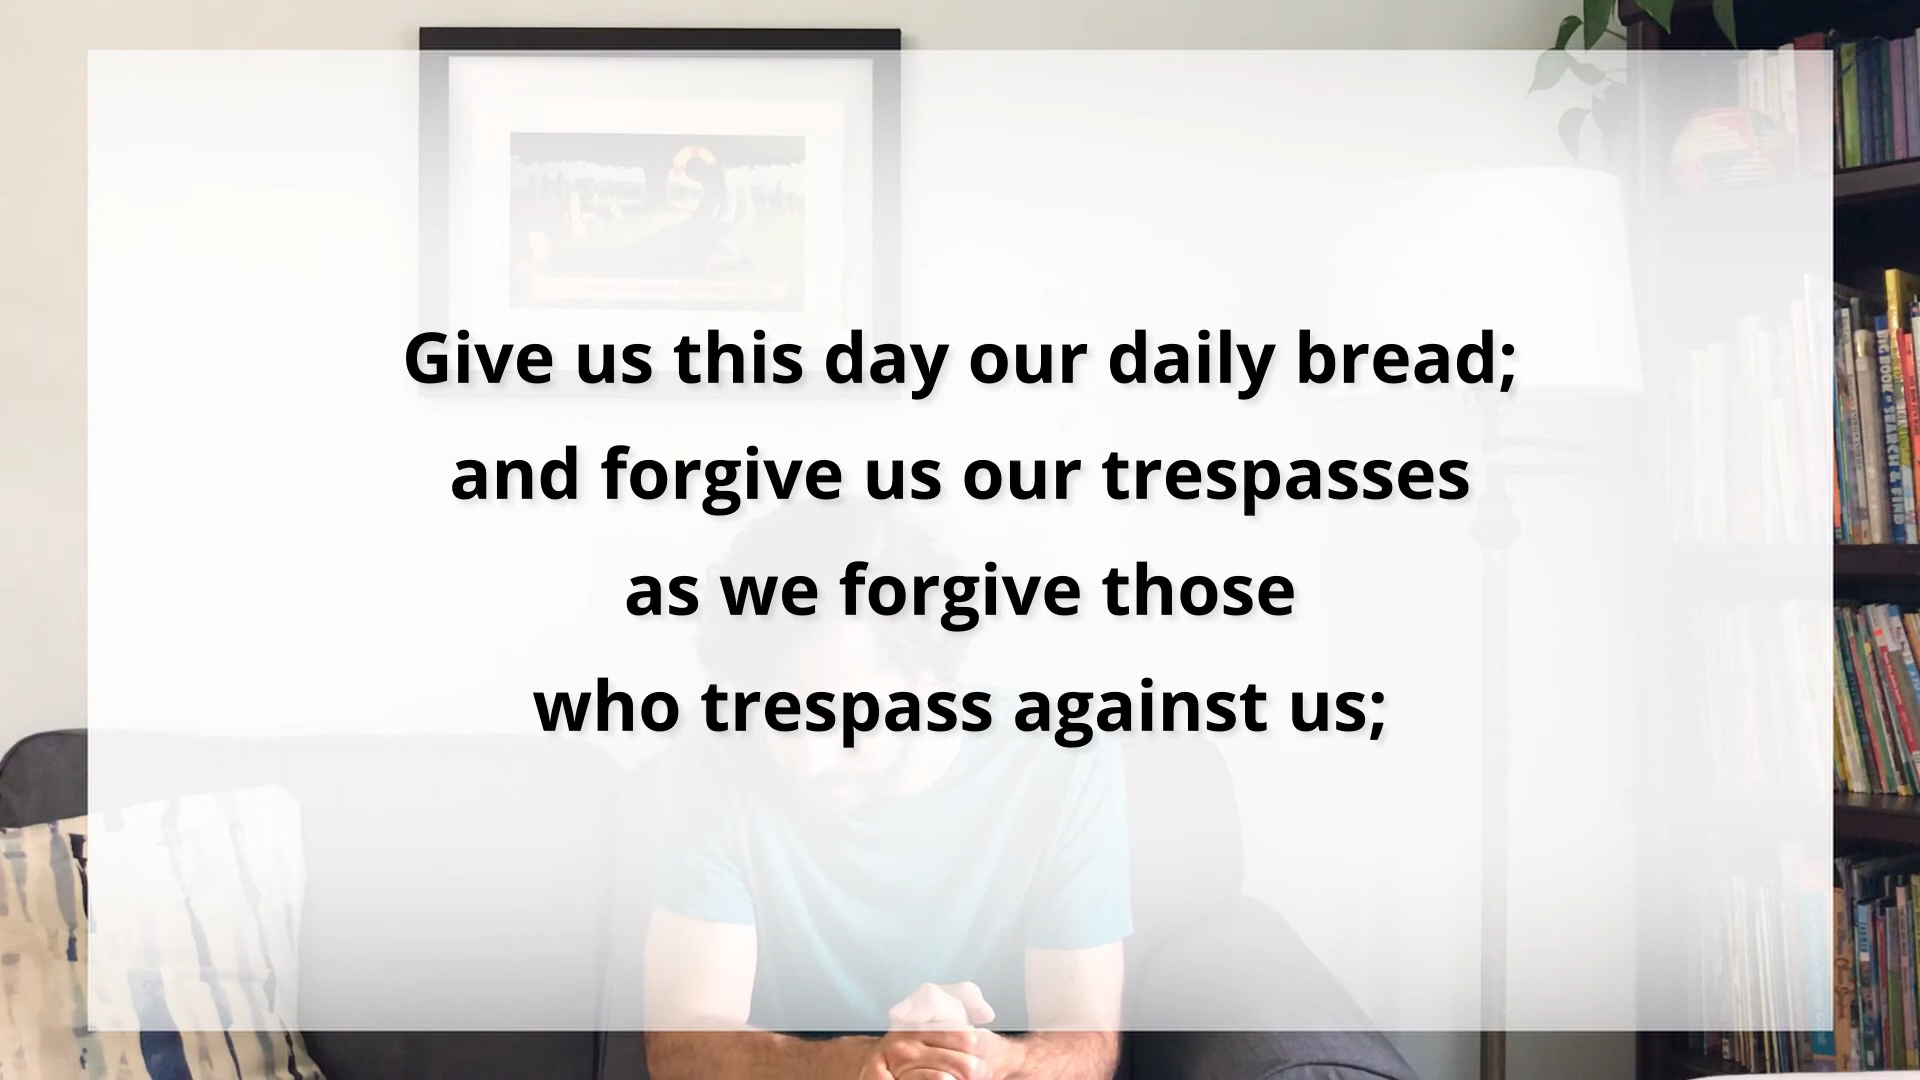 Give us this day our daily bread;
and forgive us our trespasses
as we forgive those
who trespass against us;